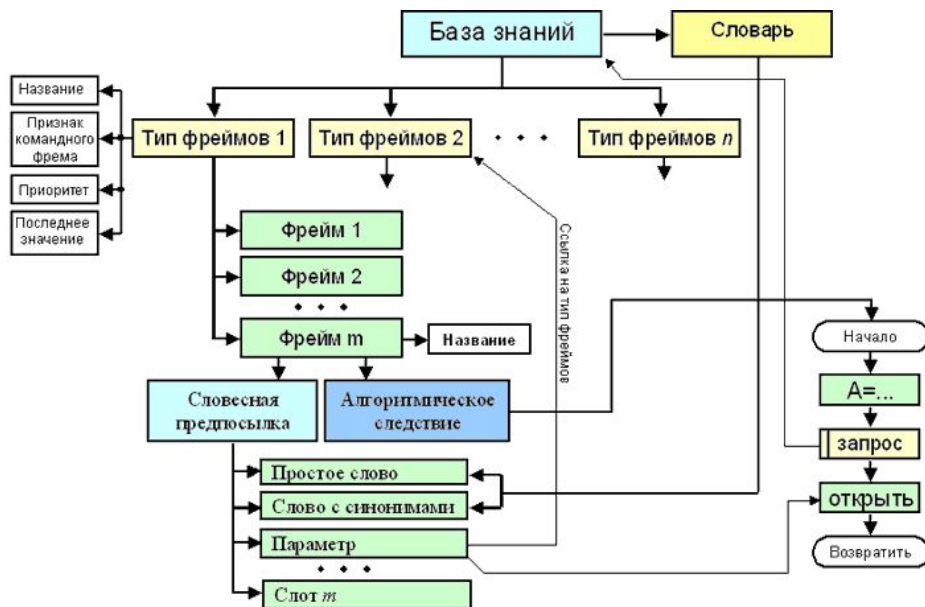 База знаний
Словарь
Название
Признак
командного
фрема
Приоритет
Последнее
значение
Тип фреймов 1
Тип фреймов 2
• • •
Тип фреймов n
Фрейм 1
Фрейм 2
• • •
Фрейм m
Название
Ссылка на тип фреймов
Словесная
предпосылка
Алгоритмическое
следствие
Простое слово
Слово с синонимами
Параметр
• • •
Слот m
Начало
А=...
запрос
открыть
Возвратить